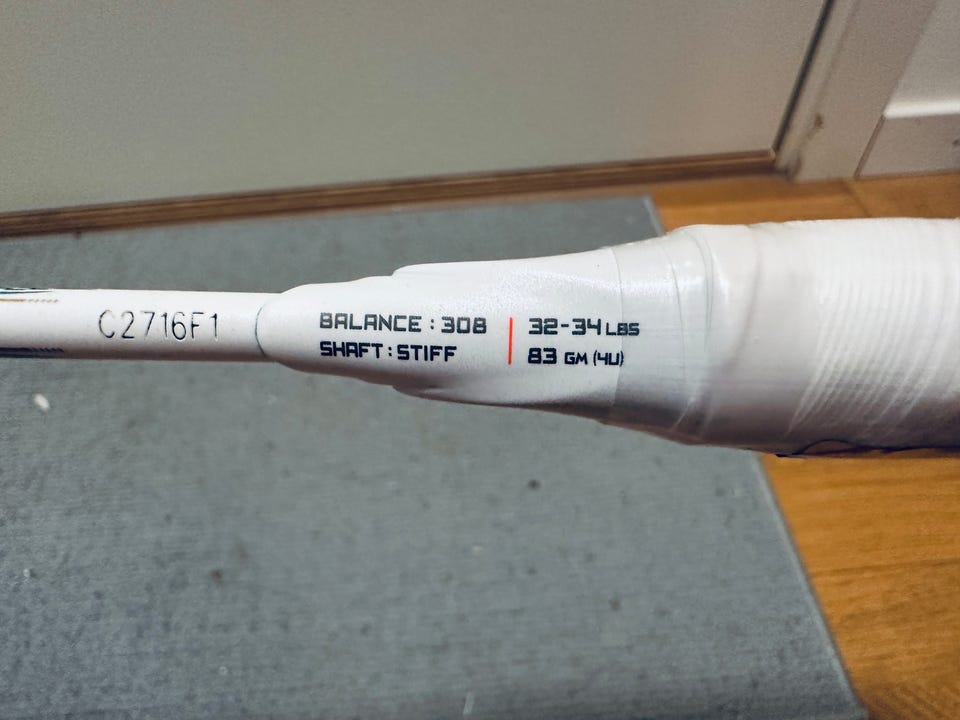 C2716F1
BALANCE : 308
SHAFT : STIFF
32-34 LBS
83 GM (4U)